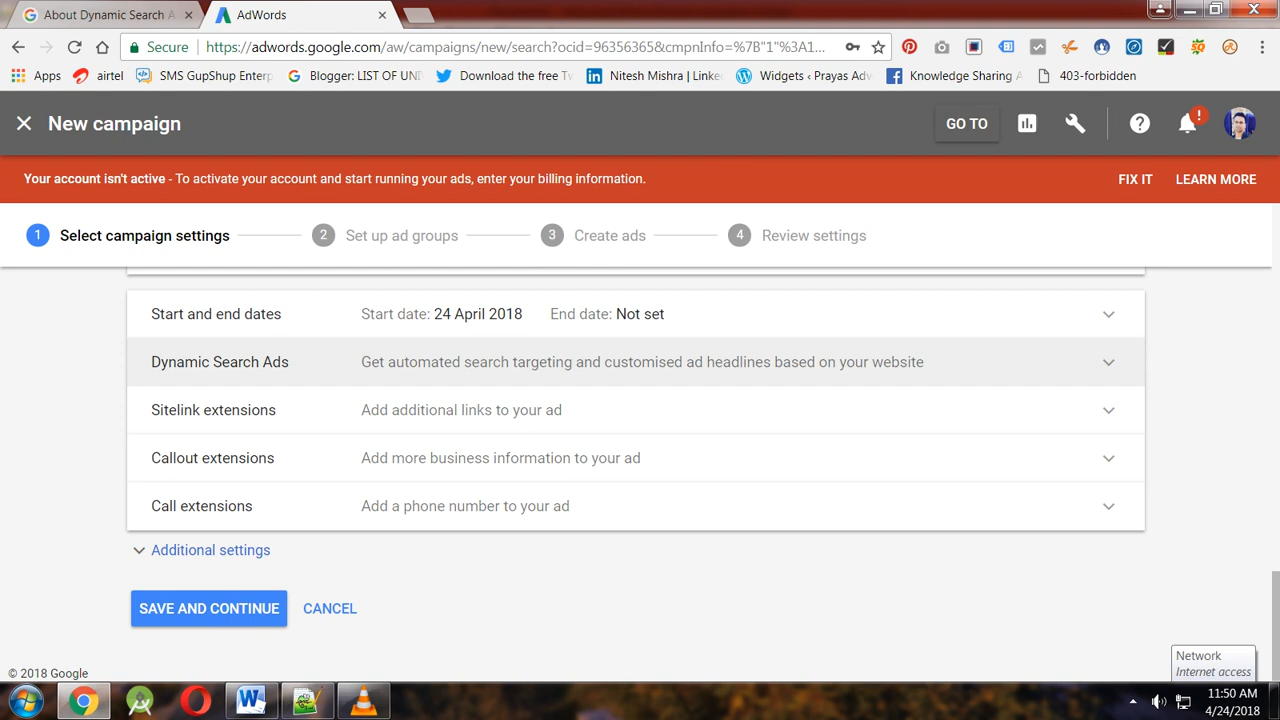 About Dynamic Search A
AdWords
Secure
https://adwords.google.com/aw/campaigns/new/search?ocid=96356365&cmpnInfo=%7B"1"%3A1...
Apps
airtel
SMS GupShup Enterp
Blogger: LIST OF UNI
Download the free Tw
Nitesh Mishra | Linke
Widgets ‹ Prayas Adv
Knowledge Sharing A
403-forbidden
New campaign
GO TO
Your account isn't active - To activate your account and start running your ads, enter your billing information.
FIX IT
LEARN MORE
1 Select campaign settings
2 Set up ad groups
3 Create ads
4 Review settings
Start and end dates
Start date: 24 April 2018 End date: Not set
Dynamic Search Ads
Get automated search targeting and customised ad headlines based on your website
Sitelink extensions
Add additional links to your ad
Callout extensions
Add more business information to your ad
Call extensions
Add a phone number to your ad
Additional settings
SAVE AND CONTINUE
CANCEL
© 2018 Google
Network
Internet access
11:50 AM
4/24/2018